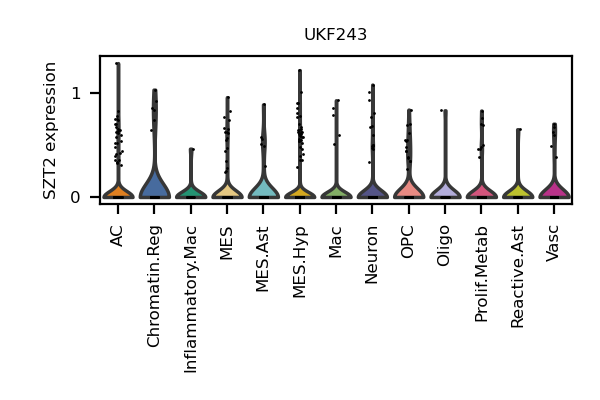 UKF243
SZT2 expression
1
0
AC
Chromatin.Reg
Inflammatory.Mac
MES
MES.Ast
MES.Hyp
Mac
Neuron
OPC
Oligo
Prolif.Metab
Reactive.Ast
Vasc